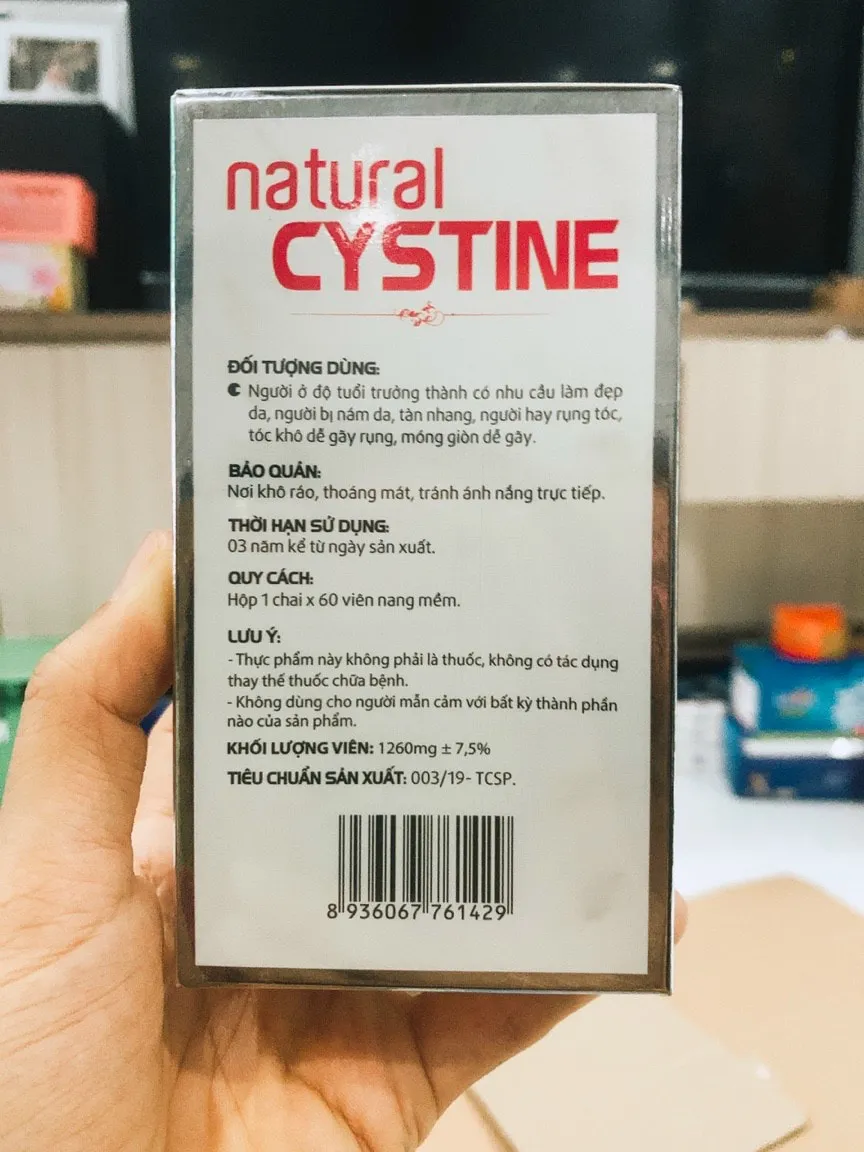 natural
CYSTINE
ĐỐI TƯỢNG DÙNG:
Người ở độ tuổi trưởng thành có nhu cầu làm đẹp
da, người bị nám da, tàn nhang, người hay rụng tóc,
tóc khô dễ gãy rụng, móng giòn dễ gãy.
BẢO QUẢN:
Nơi khô ráo, thoáng mát, tránh ánh nắng trực tiếp.
THỜI HẠN SỬ DỤNG:
03 năm kể từ ngày sản xuất.
QUY CÁCH:
Hộp 1 chai x 60 viên nang mềm.
LƯU Ý:
- Thực phẩm này không phải là thuốc, không có tác dụng
thay thế thuốc chữa bệnh.
- Không dùng cho người mẫn cảm với bất kỳ thành phần
nào của sản phẩm.
KHỐI LƯỢNG VIÊN: 1260mg ± 7,5%
TIÊU CHUẨN SẢN XUẤT: 003/19- TCSP.
8 936067 761429